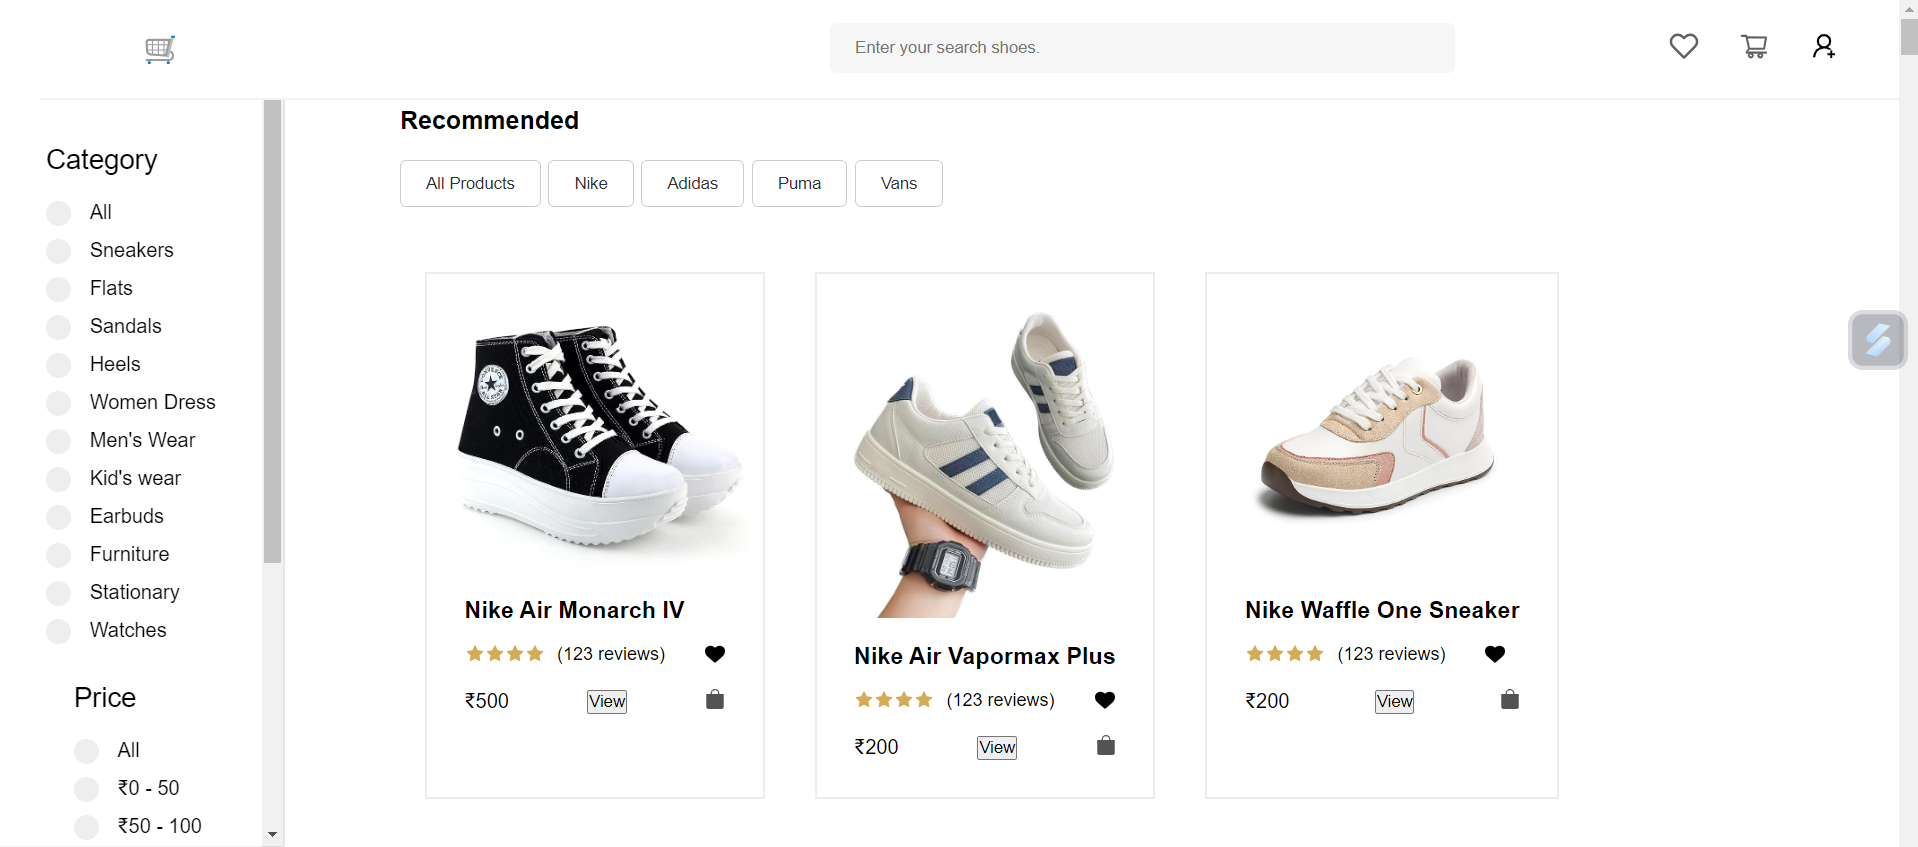 Enter your search shoes.
Category
All
Sneakers
Flats
Sandals
Heels
Women Dress
Men's Wear
Kid's wear
Earbuds
Furniture
Stationary
Watches
Price
All
₹0 - 50
₹50 - 100
Recommended
All Products
Nike
Adidas
Puma
Vans
Nike Air Monarch IV
(123 reviews)
₹500
View
Nike Air Vapormax Plus
(123 reviews)
₹200
View
Nike Waffle One Sneaker
(123 reviews)
₹200
View